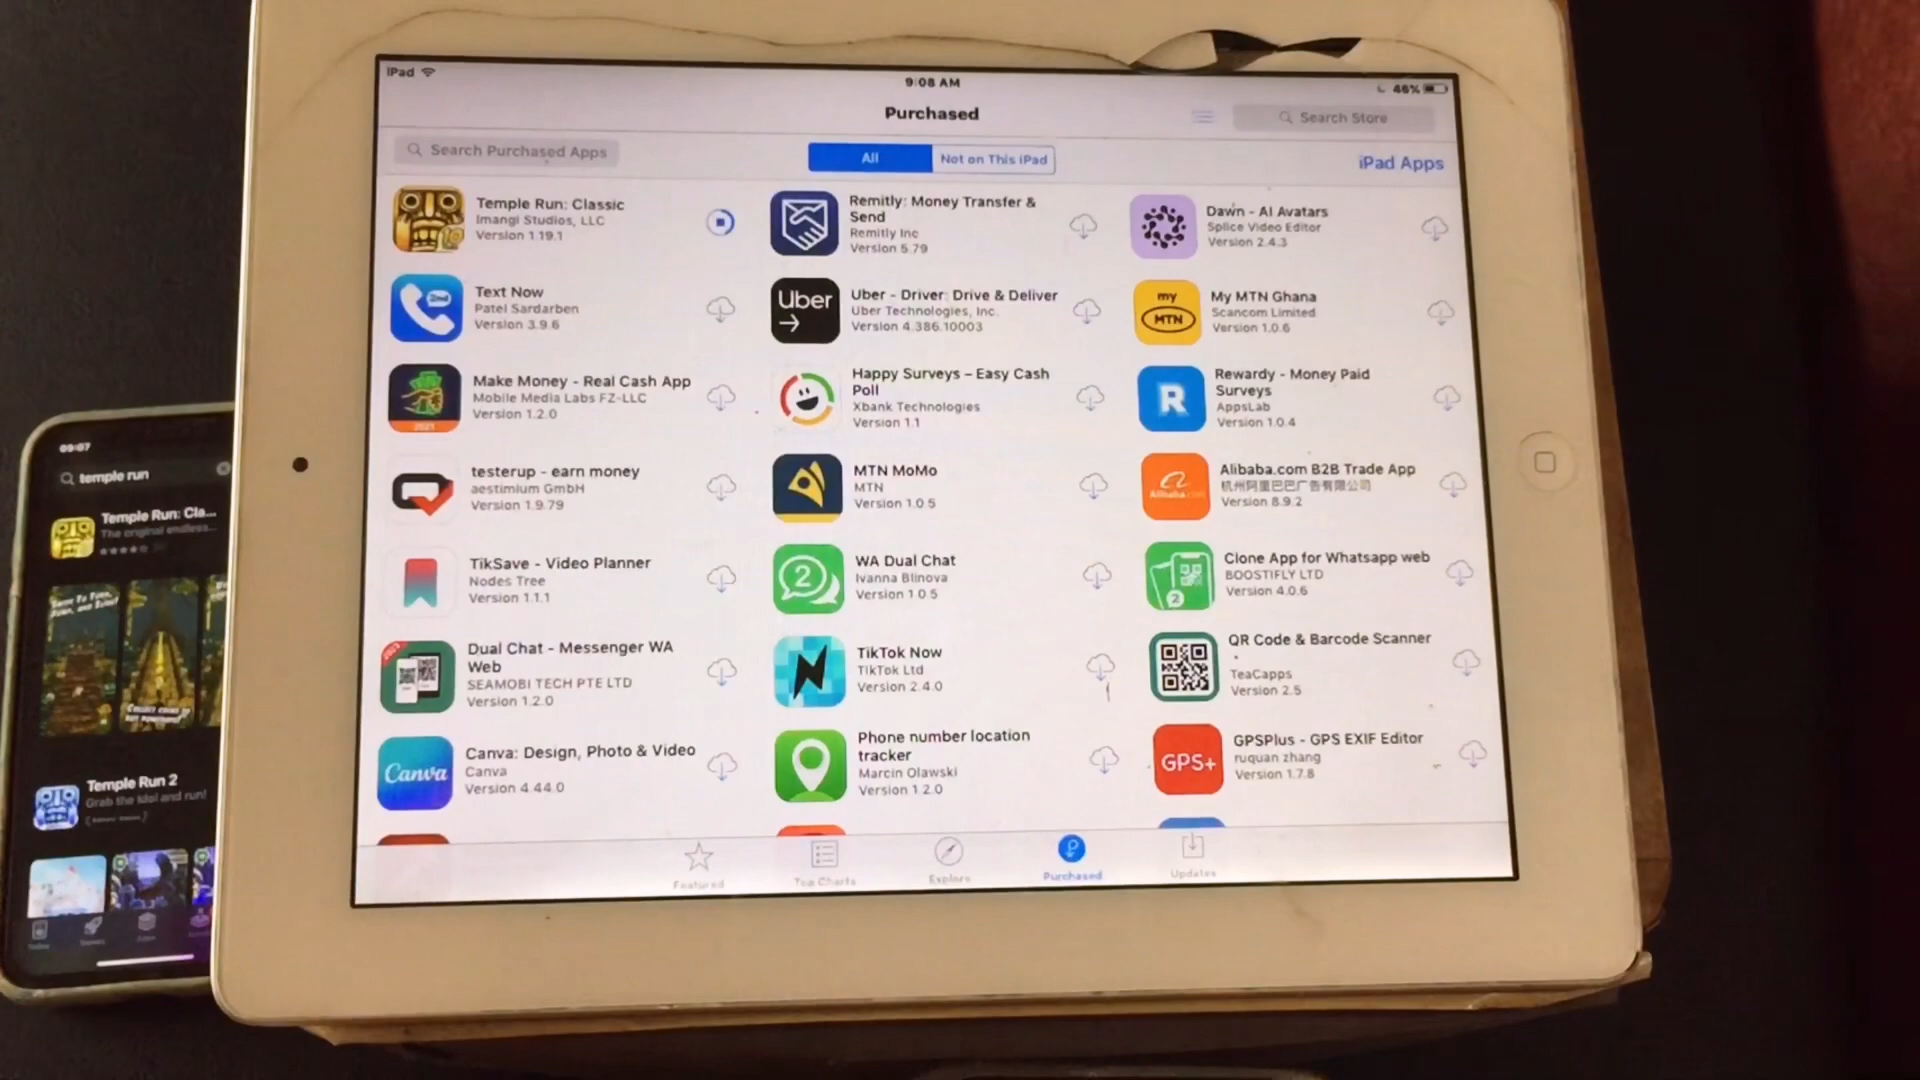 iPad
9:08 AM
46%
Purchased
Search Store
Search Purchased Apps
All
Not on This iPad
iPad Apps
Temple Run: Classic
Imangi Studios, LLC
Version 1.19.1
Remitly: Money Transfer &
Send
Remitly Inc
Version 5.79
Dawn - AI Avatars
Splice Video Editor
Version 2.4.3
2nd
Text Now
Patel Sardarben
Version 3.9.6
Uber
Uber - Driver: Drive & Deliver
Uber Technologies, Inc.
Version 4.386.10003
my
MTN
My MTN Ghana
Scancom Limited
Version 1.0.6
2021
Make Money - Real Cash App
Mobile Media Labs FZ-LLC
Version 1.2.0
Happy Surveys - Easy Cash
Poll
Xbank Technologies
Version 1.1
R
Rewardy - Money Paid
Surveys
AppsLab
Version 1.0.4
testerup - earn money
aestimium GmbH
Version 1.9.79
MTN MoMo
MTN
Version 1.0.5
Alibaba.com
Alibaba.com B2B Trade App
杭州阿里巴巴广告有限公司
Version 8.9.2
TikSave - Video Planner
Nodes Tree
Version 1.1.1
2
WA Dual Chat
Ivanna Blinova
Version 1.0.5
2
Clone App for Whatsapp web
BOOSTIFLY LTD
Version 4.0.6
Dual Chat - Messenger WA
Web
SEAMOBI TECH PTE LTD
Version 1.2.0
TikTok Now
TikTok Ltd
Version 2.4.0
QR Code & Barcode Scanner
TeaCapps
Version 2.5
Canva
Canva: Design, Photo & Video
Canva
Version 4.44.0
Phone number location
tracker
Marcin Olawski
Version 1.2.0
GPS+
GPSPlus - GPS EXIF Editor
ruquan zhang
Version 1.7.8
Featured
Top Charts
Explore
Purchased
Updates
09:07
temple run
Temple Run: Cla...
The original endless...
Temple Run 2
Grab the idol and run!